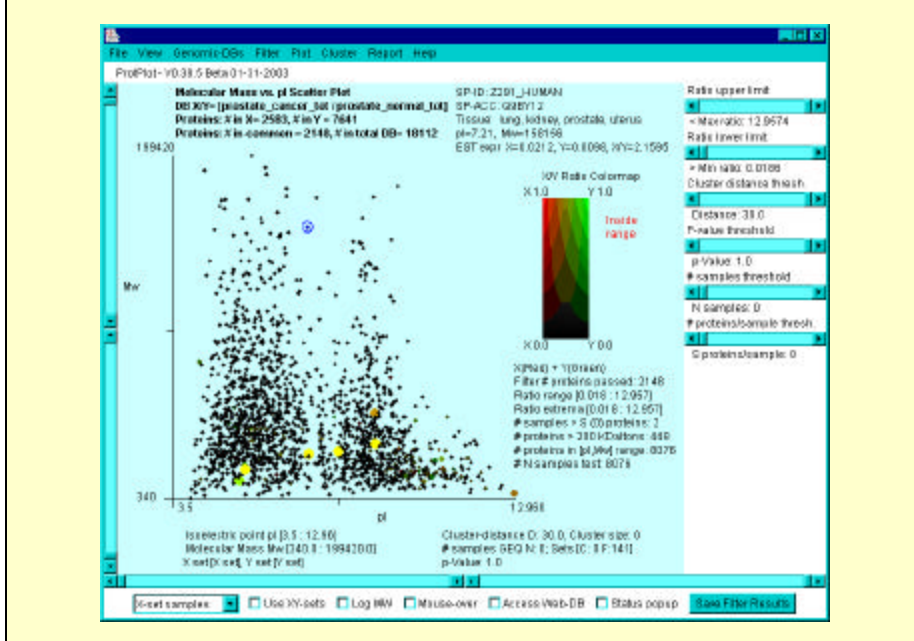 File View Genomic-DBs Filter Plot Cluster Report Help
ProtPlot - V0.38.5 Beta 01-31-2003
Molecular Mass vs. pI Scatter Plot
DB X/Y= [prostate_cancer_tot /prostate_normal_tot]
Proteins: # in X= 2583, # in Y = 7641
Proteins: # in-common = 2148, # in total DB= 18112
SP-ID: Z291_HUMAN
SP-ACC: Q9BY12
Tissue: lung, kidney, prostate, uterus
pI=7.21, Mw=158156
EST expr X=0.0212, Y=0.0098, X/Y=2.1595
199420
Mw
340
3.5
12.960
pI
X/Y Ratio Colormap
X 1.0 Y 1.0
Inside
range
X 0.0 Y 0.0
X(Red) + Y(Green)
Filter # proteins passed: 2148
Ratio range [0.018 : 12.957]
Ratio extrema [0.018 : 12.957]
# samples > S (0) proteins: 2
# proteins > 200 KDaltons: 449
# proteins in [pI,Mw] range: 8076
# N samples test: 8076
Isoelectric point pI [3.5 : 12.96]
Molecular Mass Mw [340.0 : 199420.0]
X set [X set], Y set [Y set]
Cluster-distance D: 30.0, Cluster size: 0
# samples GEQ N: 0; Sets [C: 0 F:141]
p-Value 1.0
Ratio upper limit
< Max ratio: 12.9574
Ratio lower limit
> Min ratio: 0.0186
Cluster distance thresh.
Distance: 30.0
P-value threshold
p-Value: 1.0
# samples threshold
N samples: 0
# proteins/sample thresh.
S proteins/sample: 0
X-set samples Use XY-sets Log MW Mouse-over Access Web-DB Status popup Save Filter Results